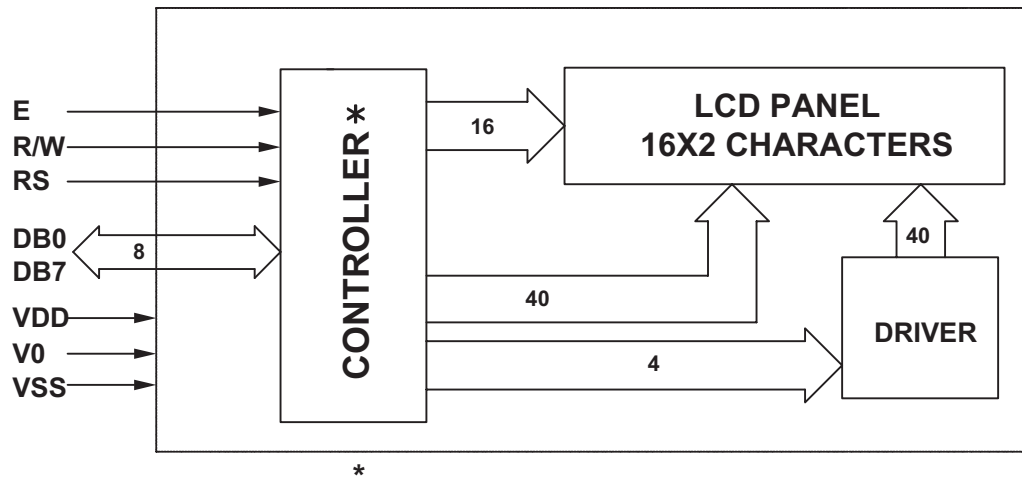 E
R/W
RS
DB0
DB7
8
VDD
V0
VSS
CONTROLLER*
16
LCD PANEL
16X2 CHARACTERS
40
40
4
DRIVER
*